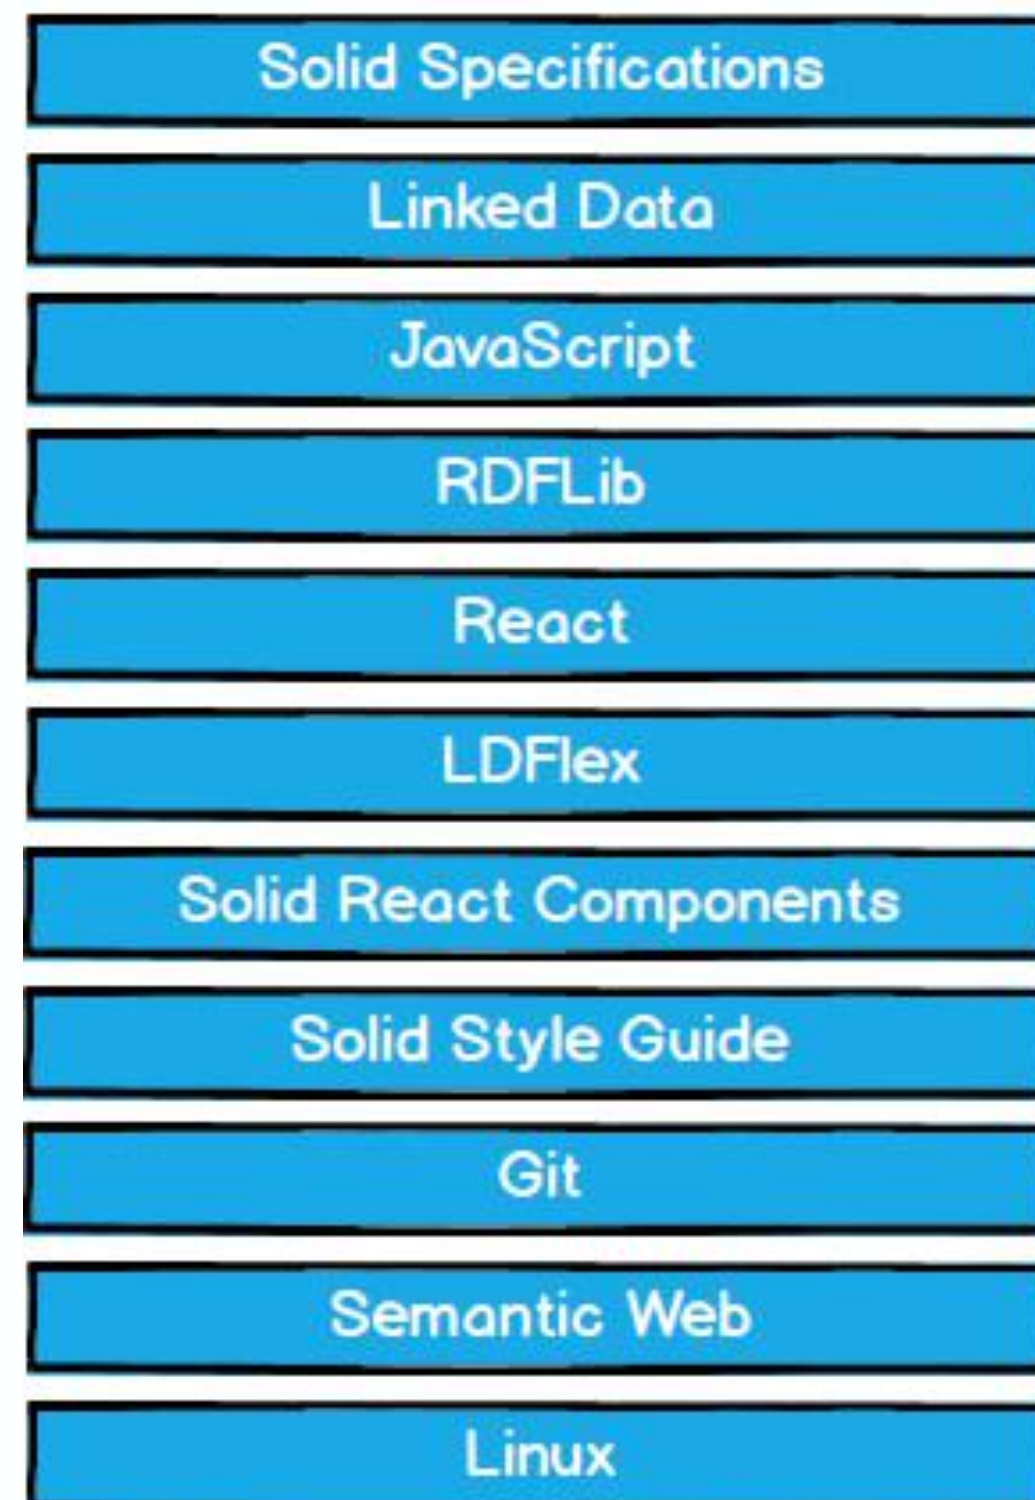 Solid Specifications
Linked Data
JavaScript
RDFLib
React
LDFlex
Solid React Components
Solid Style Guide
Git
Semantic Web
Linux